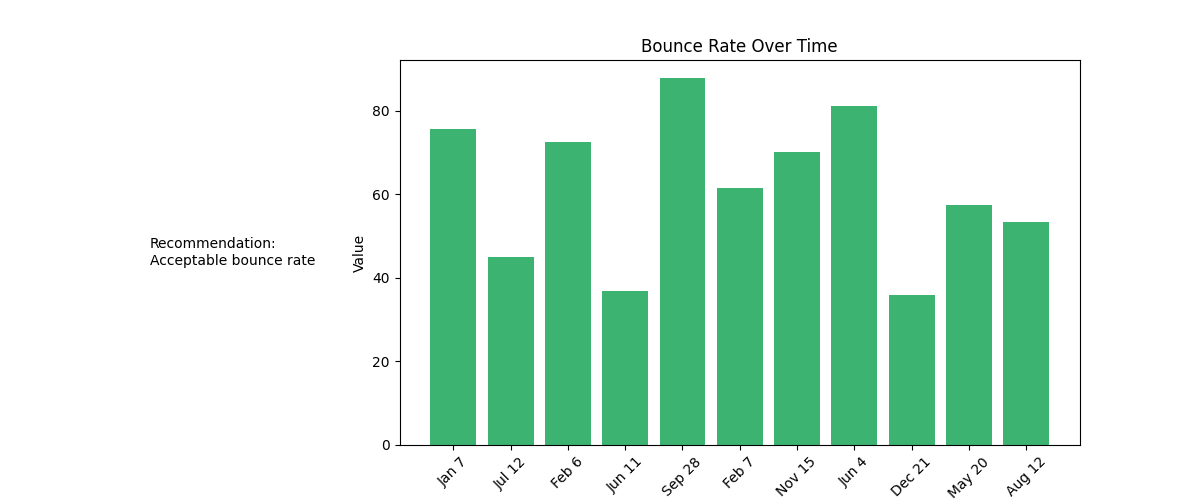 Bounce Rate Over Time
Recommendation:
Acceptable bounce rate
Value
80
60
40
20
0
Jan 7
Jul 12
Feb 6
Jun 11
Sep 28
Feb 7
Nov 15
Jun 4
Dec 21
May 20
Aug 12